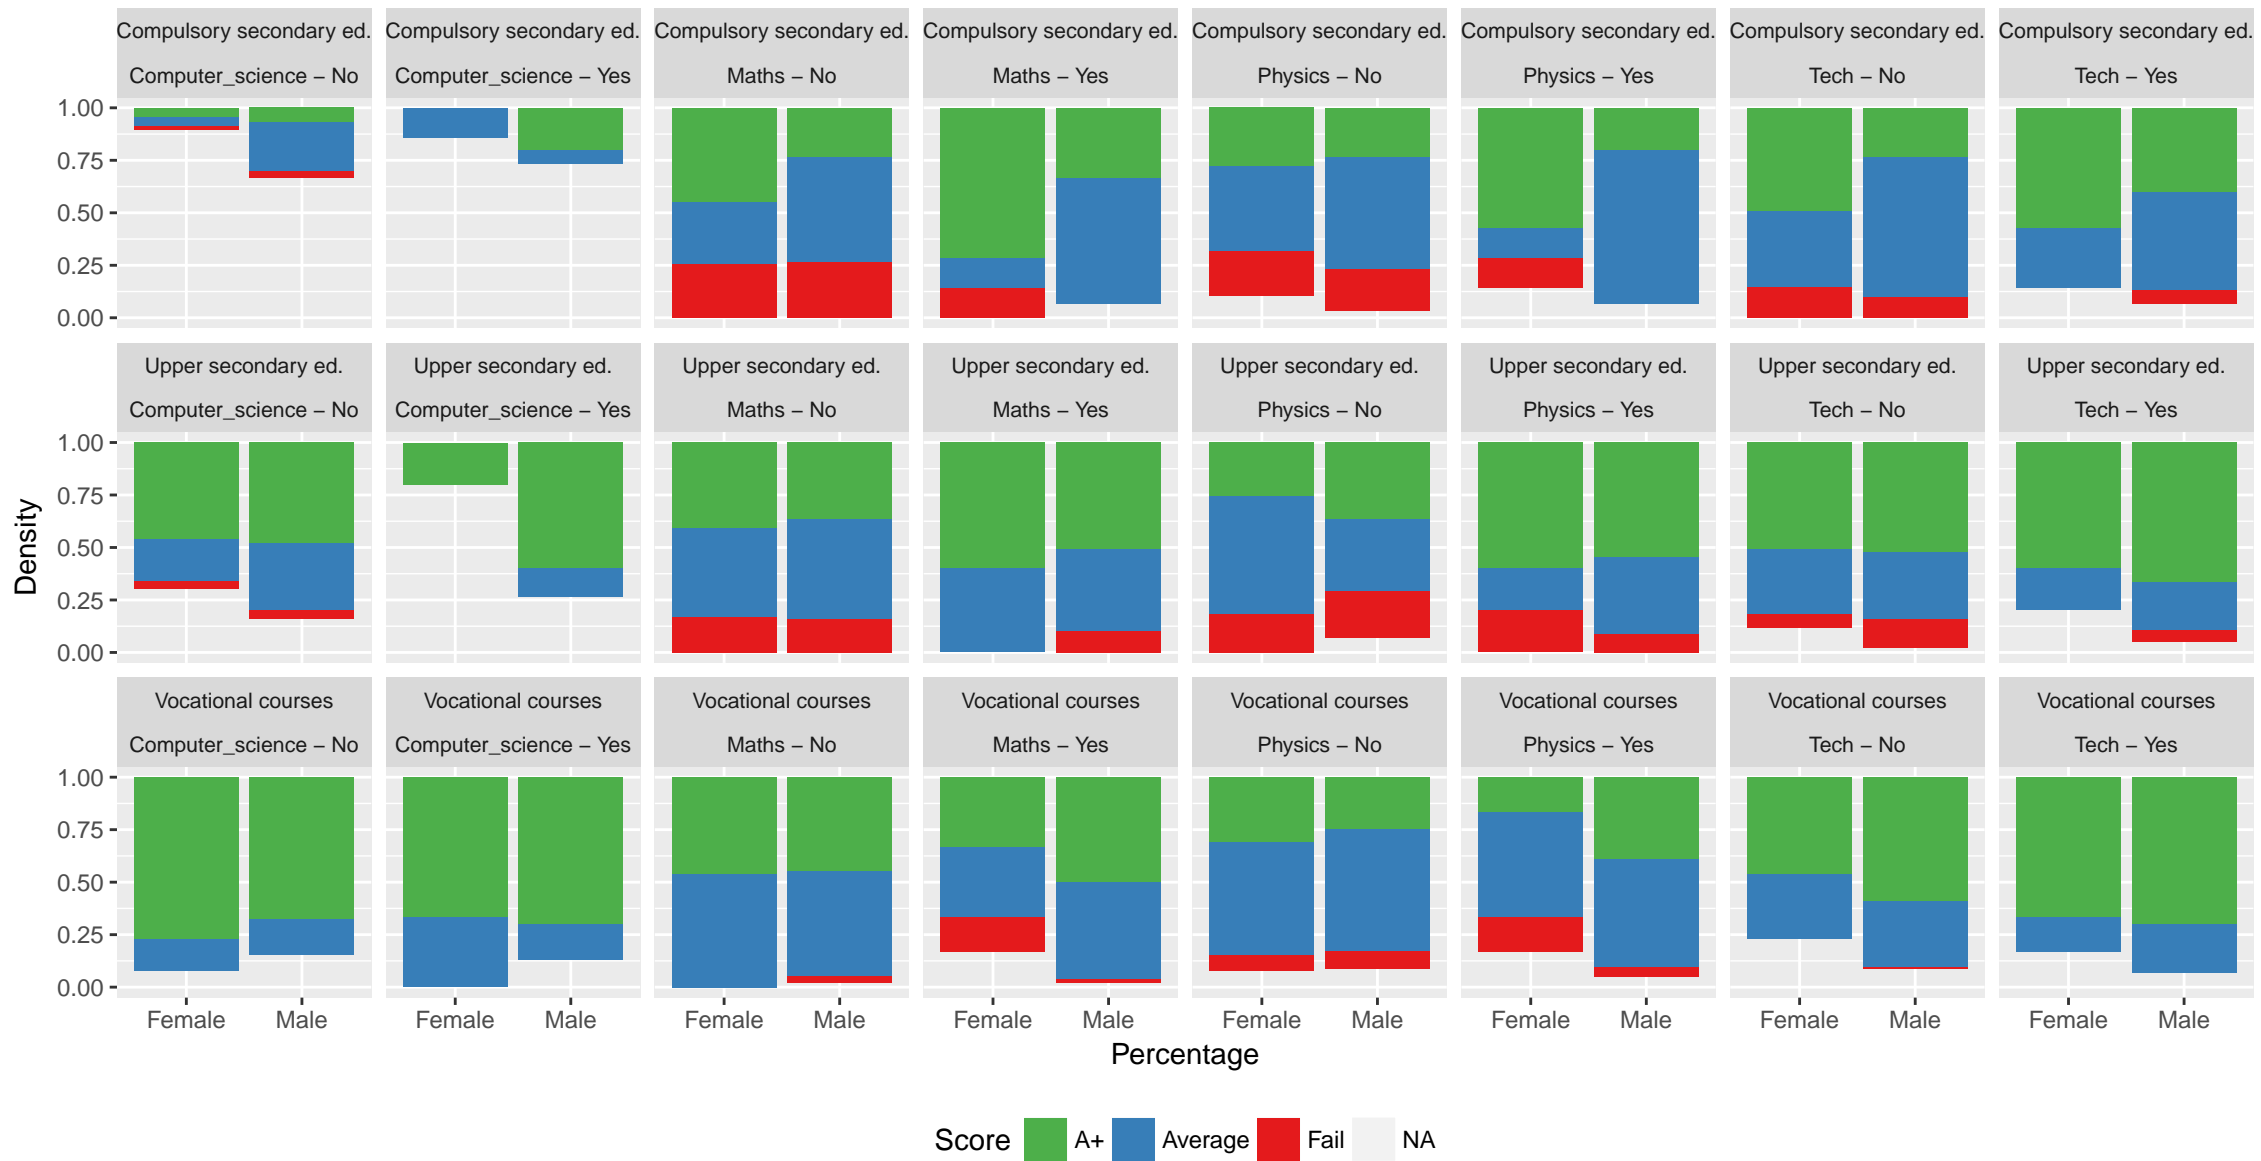 Compulsory secondary ed. Compulsory secondary ed. Compulsory secondary ed. Compulsory secondary ed. Compulsory secondary ed. Compulsory secondary ed. Compulsory secondary ed. Compulsory secondary ed.
Computer_science − No Computer_science − Yes Maths − No Maths − Yes Physics − No Physics − Yes Tech − No Tech − Yes
1.00
0.75
0.50
0.25
0.00
Upper secondary ed. Upper secondary ed. Upper secondary ed. Upper secondary ed. Upper secondary ed. Upper secondary ed. Upper secondary ed. Upper secondary ed.
Computer_science − No Computer_science − Yes Maths − No Maths − Yes Physics − No Physics − Yes Tech − No Tech − Yes
1.00
0.75
0.50
0.25
0.00
Density
Vocational courses Vocational courses Vocational courses Vocational courses Vocational courses Vocational courses Vocational courses Vocational courses
Computer_science − No Computer_science − Yes Maths − No Maths − Yes Physics − No Physics − Yes Tech − No Tech − Yes
1.00
0.75
0.50
0.25
0.00
Female Male Female Male Female Male Female Male Female Male Female Male Female Male Female Male
Percentage
Score A+ Average Fail NA